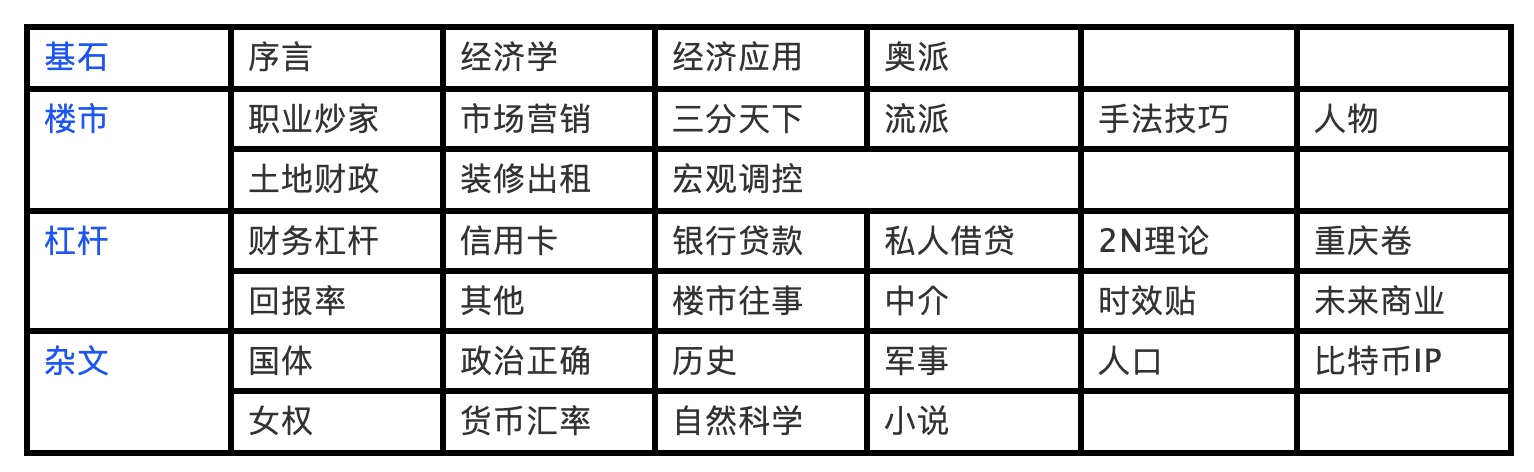 基石 序言 经济学 经济应用 奥派
楼市 职业炒家 市场营销 三分天下 流派 手法技巧 人物
土地财政 装修出租 宏观调控
杠杆 财务杠杆 信用卡 银行贷款 私人借贷 2N理论 重庆卷
回报率 其他 楼市往事 中介 时效贴 未来商业
杂文 国体 政治正确 历史 军事 人口 比特币IP
女权 货币汇率 自然科学 小说